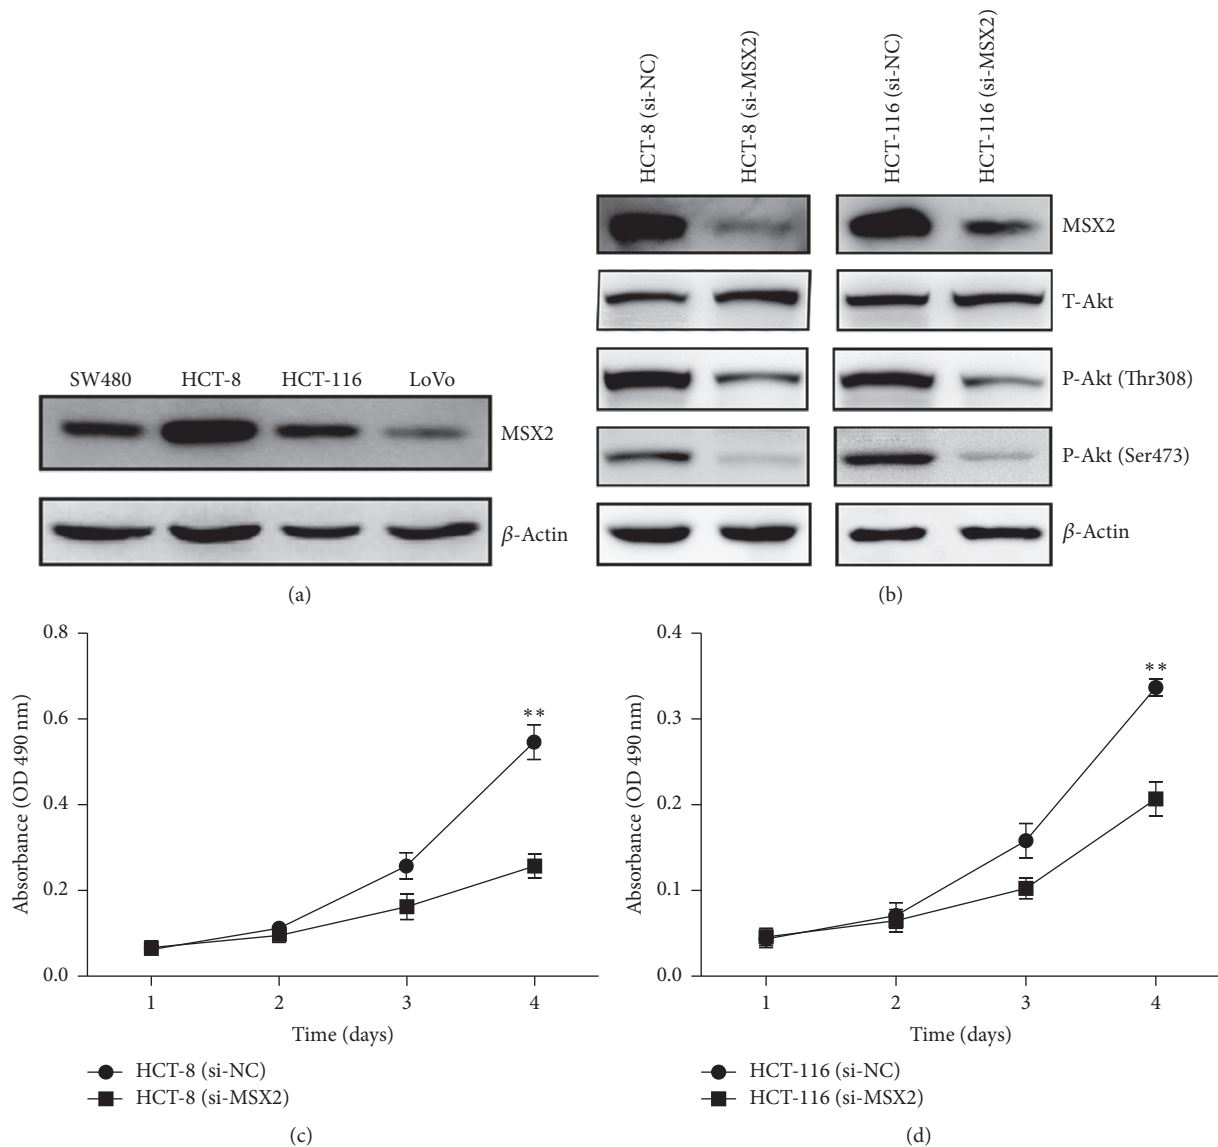 SW480 HCT-8 HCT-116 LoVo
MSX2
β-Actin
(a)
HCT-8 (si-NC)
HCT-8 (si-MSX2)
HCT-116 (si-NC)
HCT-116 (si-MSX2)
MSX2
T-Akt
P-Akt (Thr308)
P-Akt (Ser473)
β-Actin
(b)
Absorbance (OD 490 nm)
0.8
0.6
0.4
0.2
0.0
**
1 2 3 4
Time (days)
HCT-8 (si-NC)
HCT-8 (si-MSX2)
(c)
Absorbance (OD 490 nm)
0.4
0.3
0.2
0.1
0.0
**
1 2 3 4
Time (days)
HCT-116 (si-NC)
HCT-116 (si-MSX2)
(d)